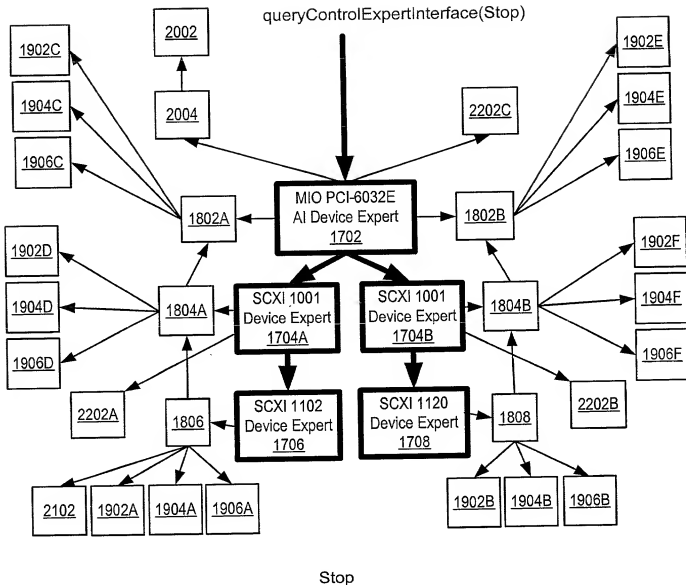 queryControlExpertInterface(Stop)
2002
1902C
1902E
1904C
2004
2202C
1904E
1906C
1906E
MIO PCI-6032E
AI Device Expert
1702
1802A
1802B
1902D
1902F
SCXI 1001
Device Expert
1704A
SCXI 1001
Device Expert
1704B
1804A
1804B
1904D
1904F
1906D
1906F
2202A
1806
SCXI 1102
Device Expert
1706
SCXI 1120
Device Expert
1708
1808
2202B
2102
1902A
1904A
1906A
1902B
1904B
1906B
Stop